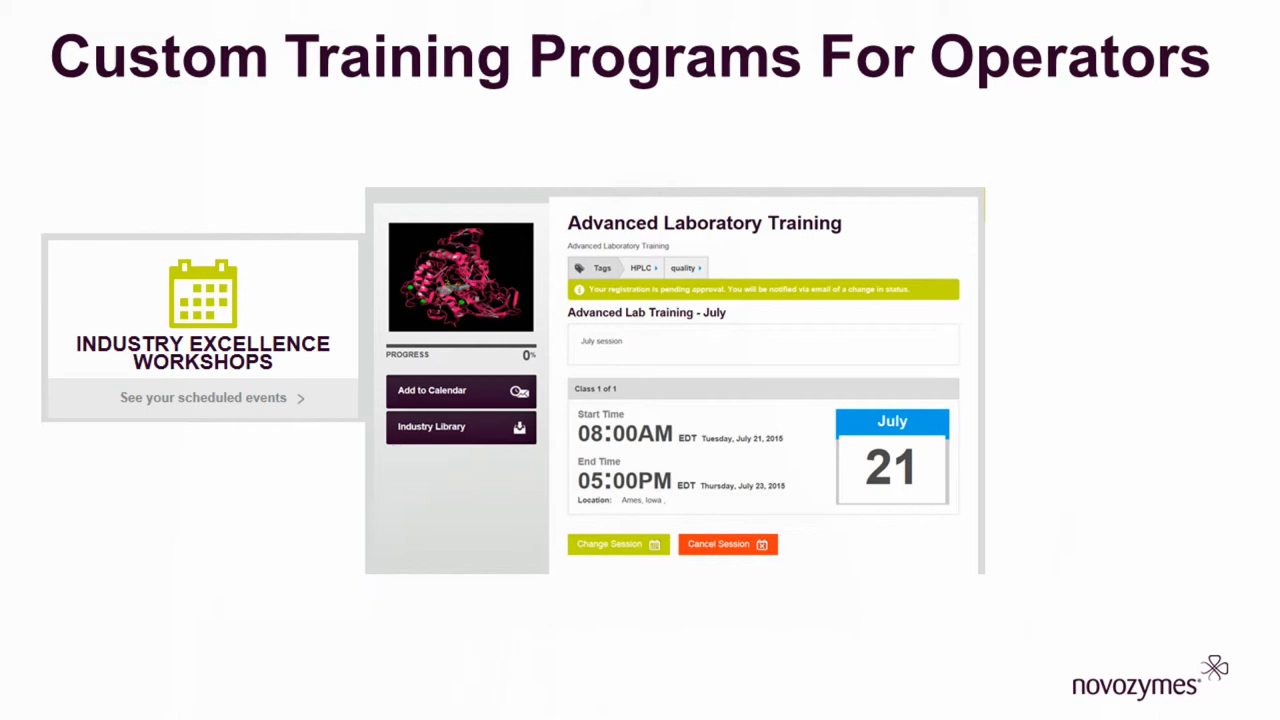 Custom Training Programs For Operators
INDUSTRY EXCELLENCE
WORKSHOPS
See your scheduled events
PROGRESS 0%
Add to Calendar
Industry Library
Advanced Laboratory Training
Advanced Laboratory Training
Tags HPLC quality
Your registration is pending approval. You will be notified via email of a change in status.
Advanced Lab Training - July
July session
Class 1 of 1
Start Time
08:00AM EDT Tuesday, July 21, 2015
End Time
05:00PM EDT Thursday, July 23, 2015
Location: Ames, Iowa ,
July
21
Change Session Cancel Session
novozymes®